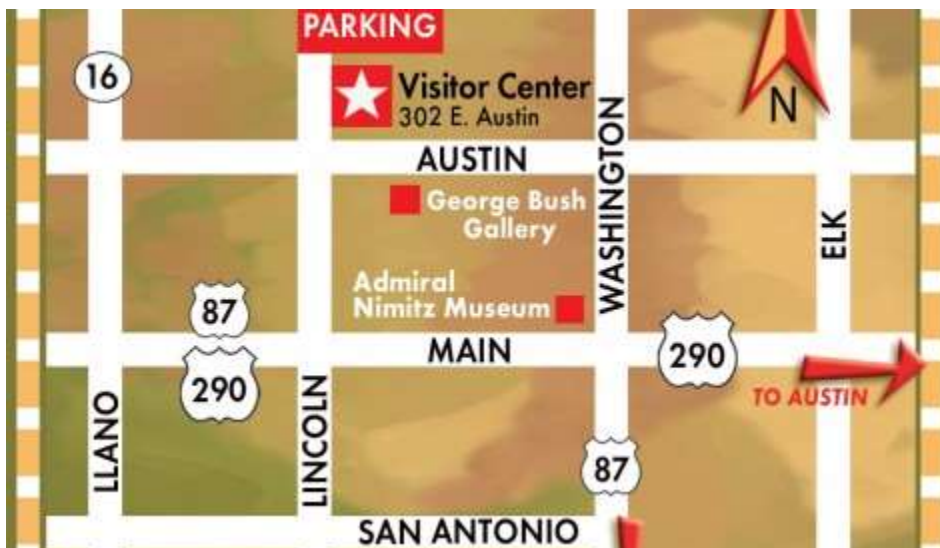 PARKING
16
Visitor Center
302 E. Austin
N
AUSTIN
WASHINGTON
George Bush
Gallery
ELK
Admiral
Nimitz Museum
87
MAIN
290
290
TO AUSTIN
LLANO
LINCOLN
87
SAN ANTONIO